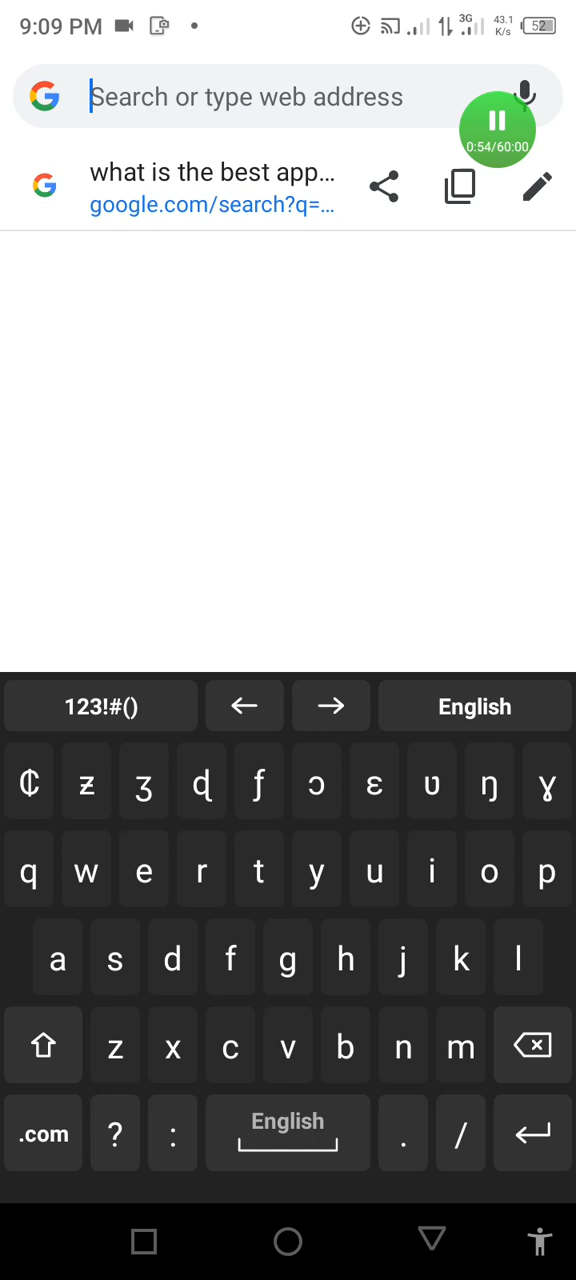 9:09 PM 3G 43.1 K/s 52
Search or type web address
0:54/60:00
what is the best app...
google.com/search?q=...
123!#() ← → English
₵ ƶ ʒ ɖ ƒ ɔ ɛ ʋ ŋ ɣ
q w e r t y u i o p
a s d f g h j k l
z x c v b n m
.com ? : English . /